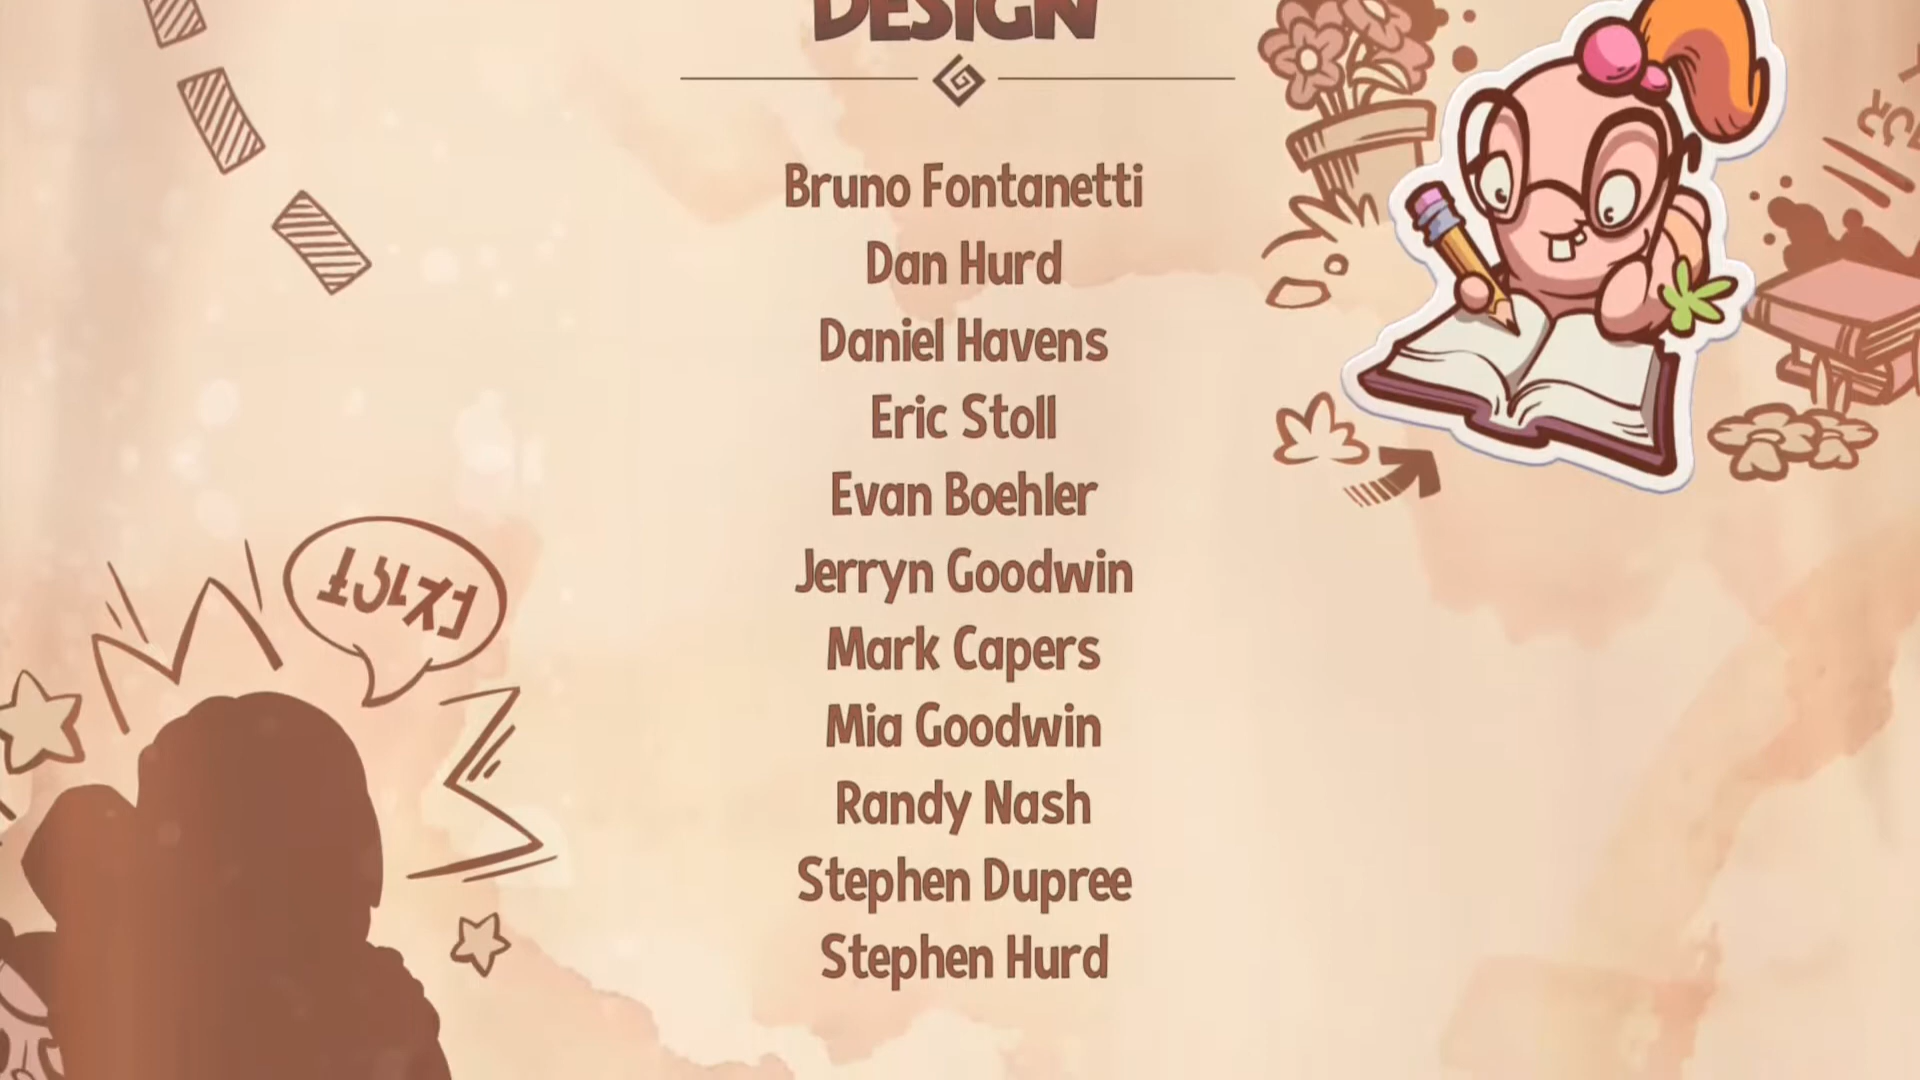 DESIGN
Bruno Fontanetti
Dan Hurd
Daniel Havens
Eric Stoll
Evan Boehler
Jerryn Goodwin
Mark Capers
Mia Goodwin
Randy Nash
Stephen Dupree
Stephen Hurd